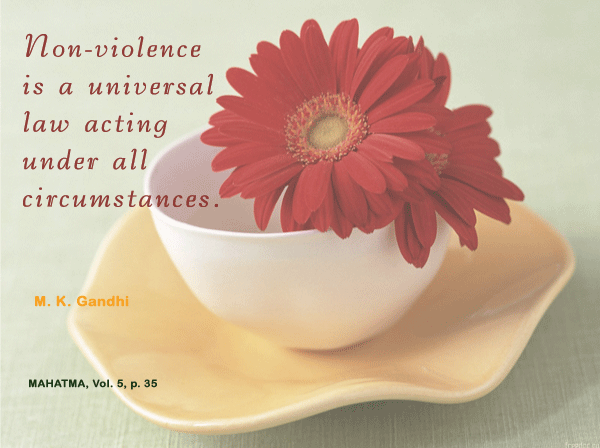 Non-violence
is a universal
law acting
under all
circumstances.
M. K. Gandhi
MAHATMA, Vol. 5, p. 35